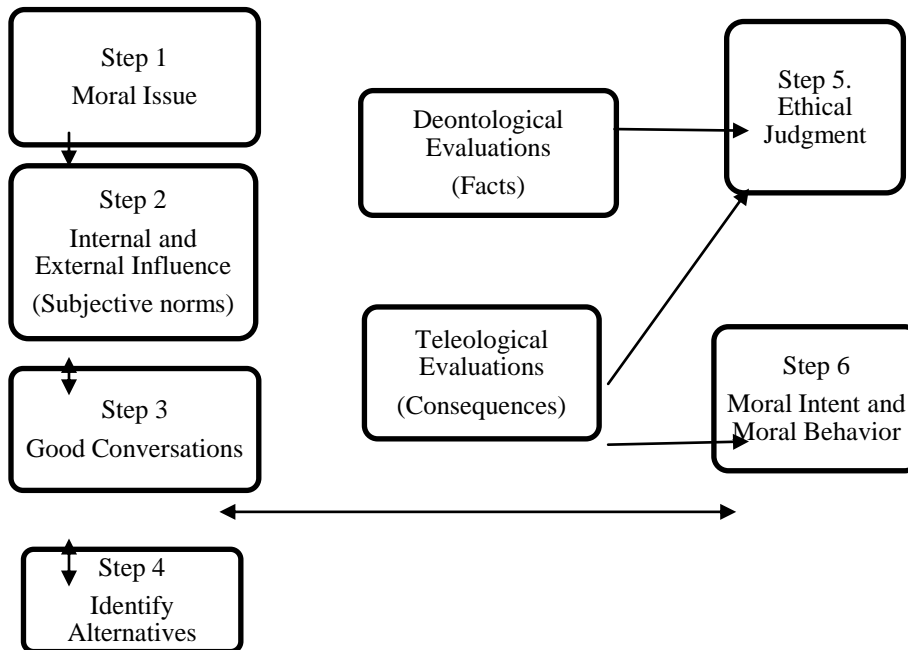 Step 1
Moral Issue
Step 2
Internal and
External Influence
(Subjective norms)
Step 3
Good Conversations
Step 4
Identify
Alternatives
Deontological
Evaluations
(Facts)
Teleological
Evaluations
(Consequences)
Step 5.
Ethical
Judgment
Step 6
Moral Intent and
Moral Behavior